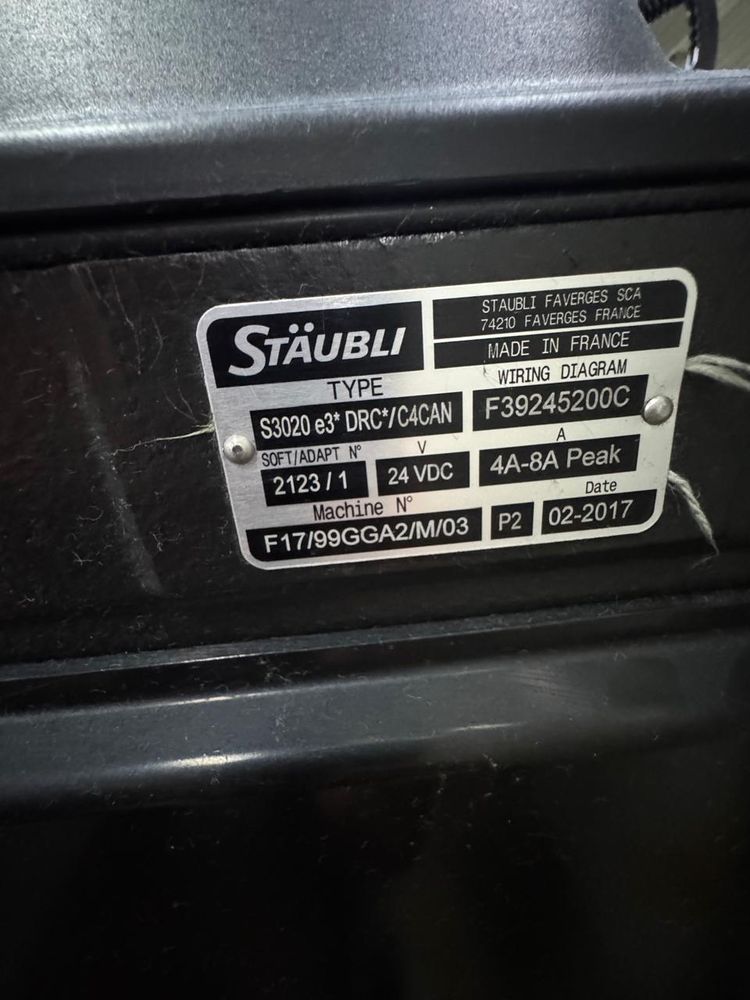 STÄUBLI
STAUBLI FAVERGES SCA
74210 FAVERGES FRANCE
MADE IN FRANCE
TYPE
WIRING DIAGRAM
S3020 e3* DRC*/C4CAN
F39245200C
SOFT/ADAPT N°
V
A
2123 / 1
24 VDC
4A-8A Peak
Machine N°
Date
F17/99GGA2/M/03
P2
02-2017